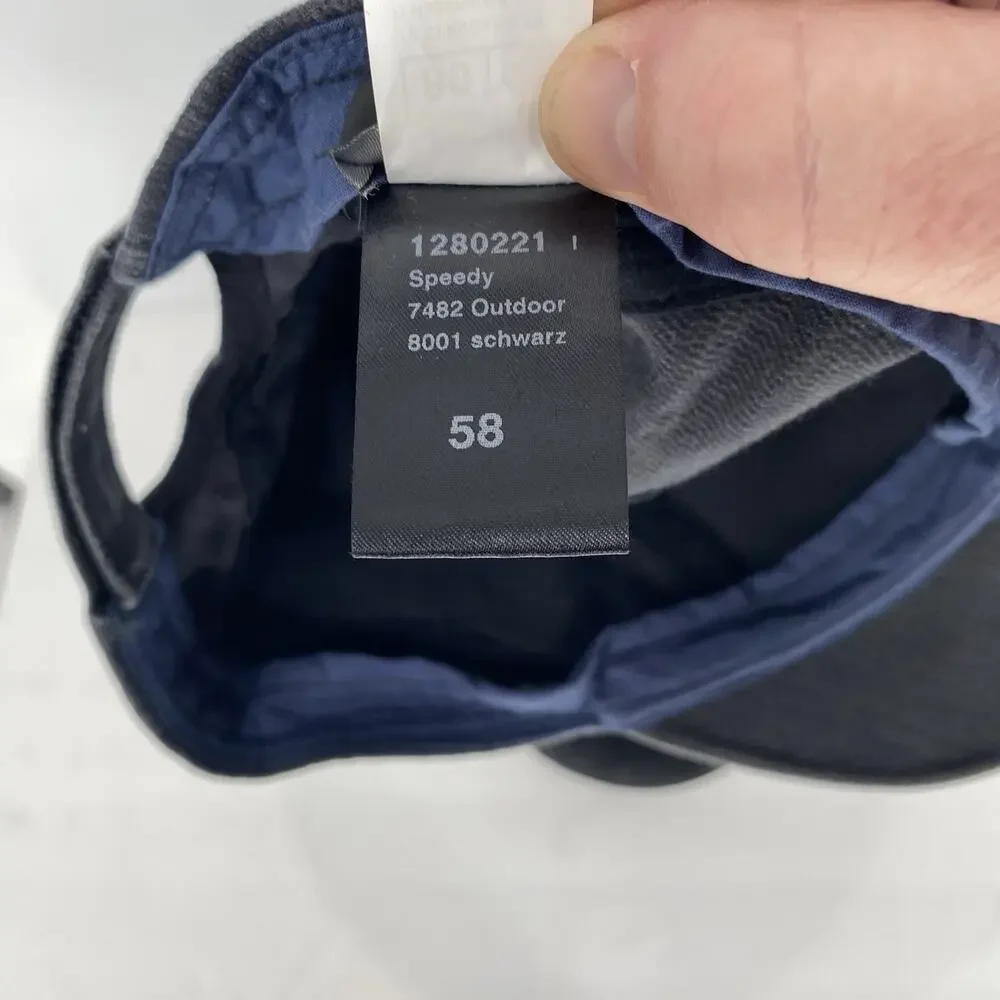 1280221 I
Speedy
7482 Outdoor
8001 schwarz
58